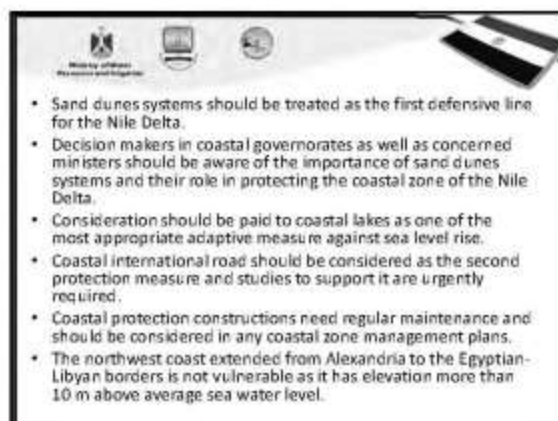 Ministry of Water
Resources and Irrigation
• Sand dunes systems should be treated as the first defensive line
for the Nile Delta.
• Decision makers in coastal governorates as well as concerned
ministers should be aware of the importance of sand dunes
systems and their role in protecting the coastal zone of the Nile
Delta.
• Consideration should be paid to coastal lakes as one of the
most appropriate adaptive measure against sea level rise.
• Coastal international road should be considered as the second
protection measure and studies to support it are urgently
required.
• Coastal protection constructions need regular maintenance and
should be considered in any coastal zone management plans.
• The northwest coast extended from Alexandria to the Egyptian-
Libyan borders is not vulnerable as it has elevation more than
10 m above average sea water level.